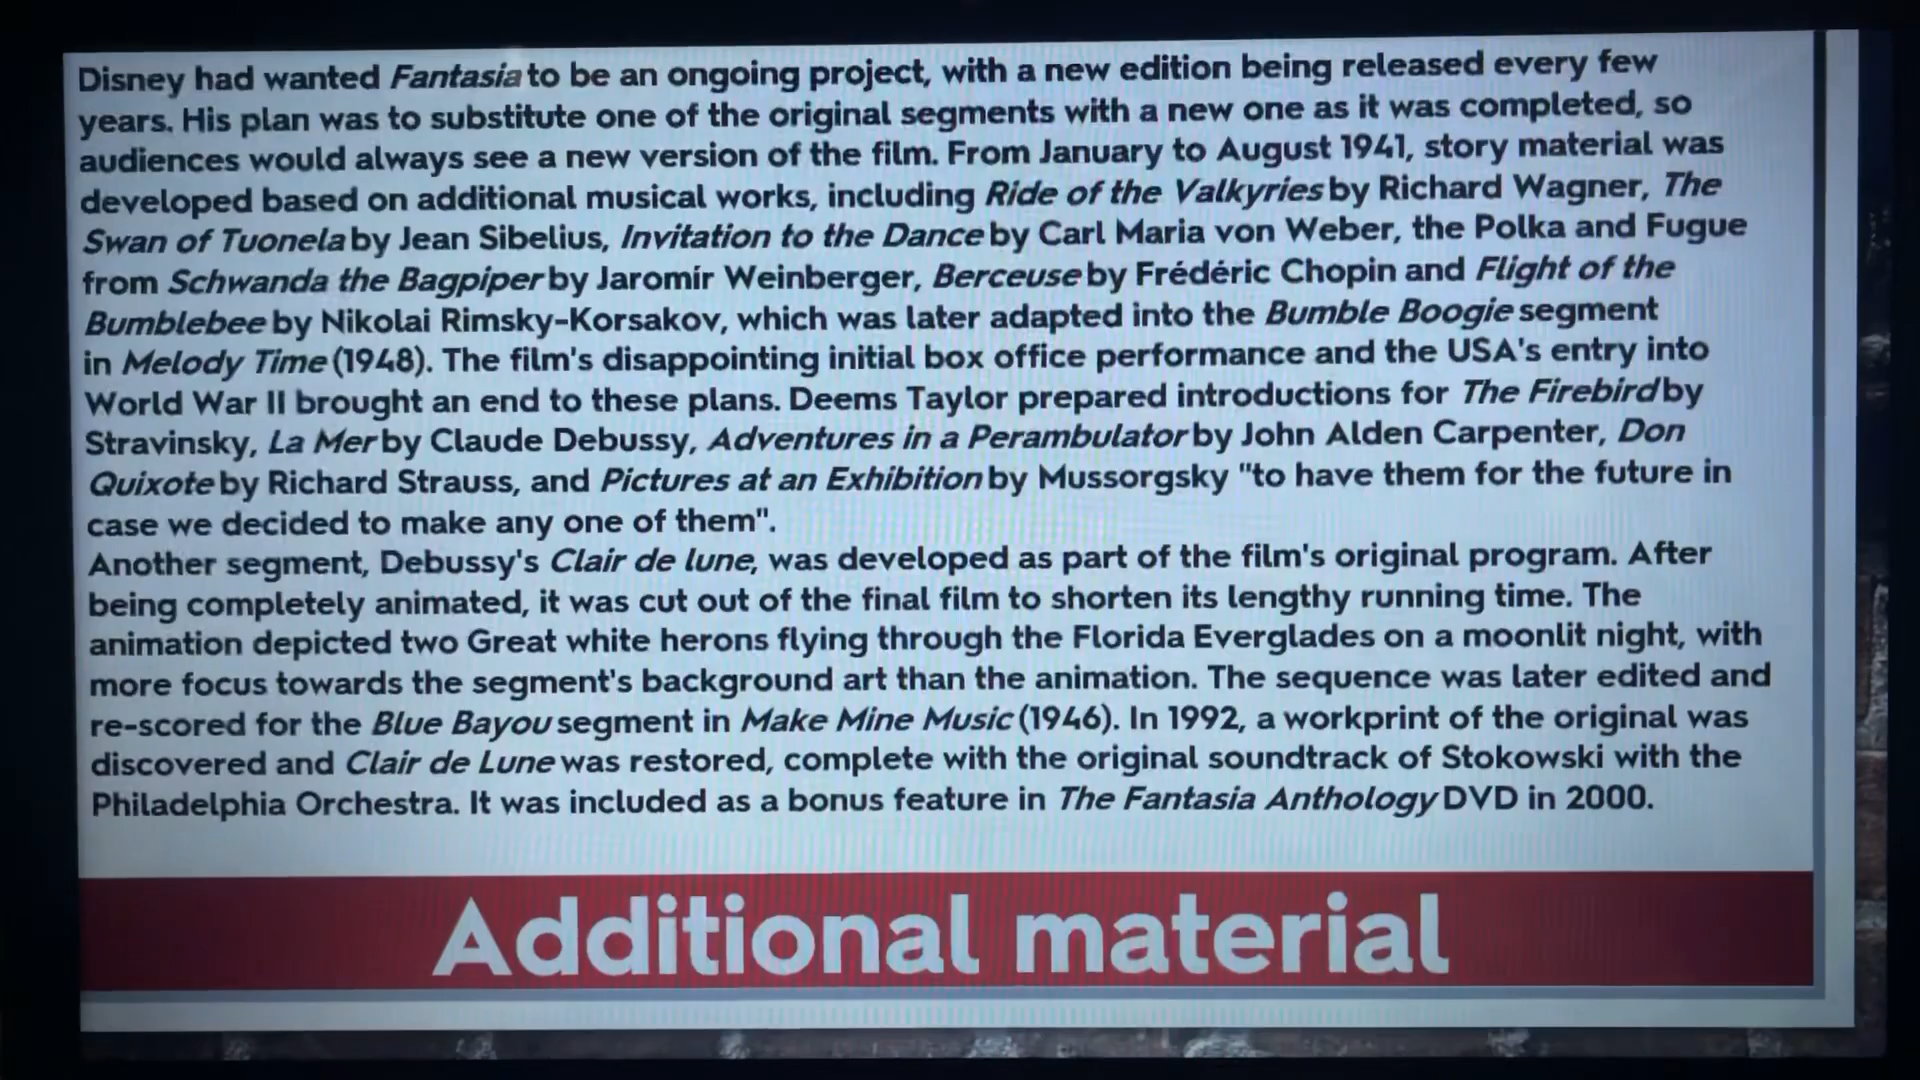 Disney had wanted Fantasia to be an ongoing project, with a new edition being released every few
years. His plan was to substitute one of the original segments with a new one as it was completed, so
audiences would always see a new version of the film. From January to August 1941, story material was
developed based on additional musical works, including Ride of the Valkyries by Richard Wagner, The
Swan of Tuonela by Jean Sibelius, Invitation to the Dance by Carl Maria von Weber, the Polka and Fugue
from Schwanda the Bagpiper by Jaromír Weinberger, Berceuse by Frédéric Chopin and Flight of the
Bumblebee by Nikolai Rimsky-Korsakov, which was later adapted into the Bumble Boogie segment
in Melody Time (1948). The film's disappointing initial box office performance and the USA's entry into
World War II brought an end to these plans. Deems Taylor prepared introductions for The Firebird by
Stravinsky, La Mer by Claude Debussy, Adventures in a Perambulator by John Alden Carpenter, Don
Quixote by Richard Strauss, and Pictures at an Exhibition by Mussorgsky "to have them for the future in
case we decided to make any one of them".
Another segment, Debussy's Clair de lune, was developed as part of the film's original program. After
being completely animated, it was cut out of the final film to shorten its lengthy running time. The
animation depicted two Great white herons flying through the Florida Everglades on a moonlit night, with
more focus towards the segment's background art than the animation. The sequence was later edited and
re-scored for the Blue Bayou segment in Make Mine Music (1946). In 1992, a workprint of the original was
discovered and Clair de Lune was restored, complete with the original soundtrack of Stokowski with the
Philadelphia Orchestra. It was included as a bonus feature in The Fantasia Anthology DVD in 2000.
Additional material